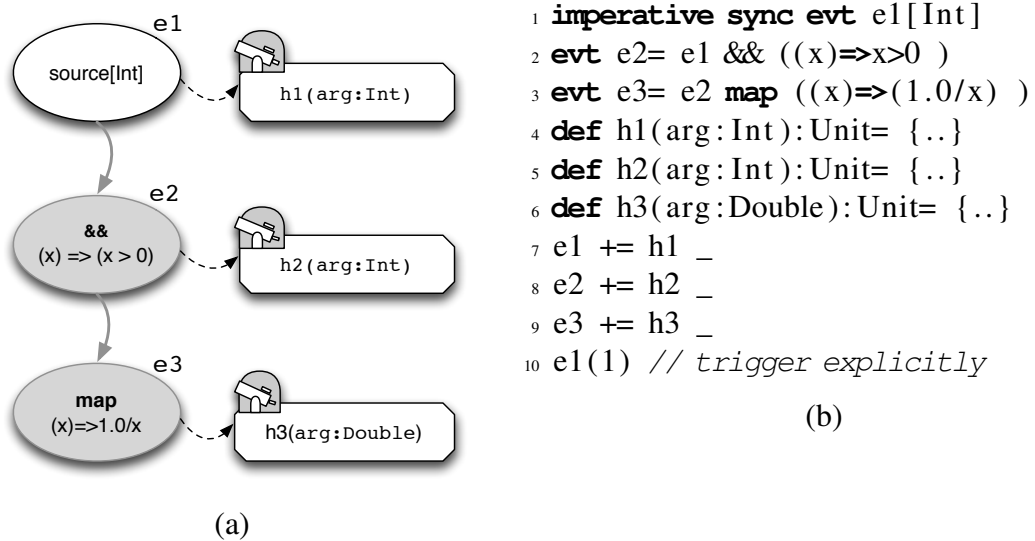 e1
source[Int]
h1(arg:Int)
e2
&&
(x) => (x > 0)
h2(arg:Int)
e3
map
(x)=>1.0/x
h3(arg:Double)
(a)
1 imperative sync evt e1[Int]
2 evt e2= e1 && ((x)=>x>0 )
3 evt e3= e2 map ((x)=>(1.0/x) )
4 def h1(arg:Int):Unit= {..}
5 def h2(arg:Int):Unit= {..}
6 def h3(arg:Double):Unit= {..}
7 e1 += h1 _
8 e2 += h2 _
9 e3 += h3 _
10 e1(1) // trigger explicitly
(b)